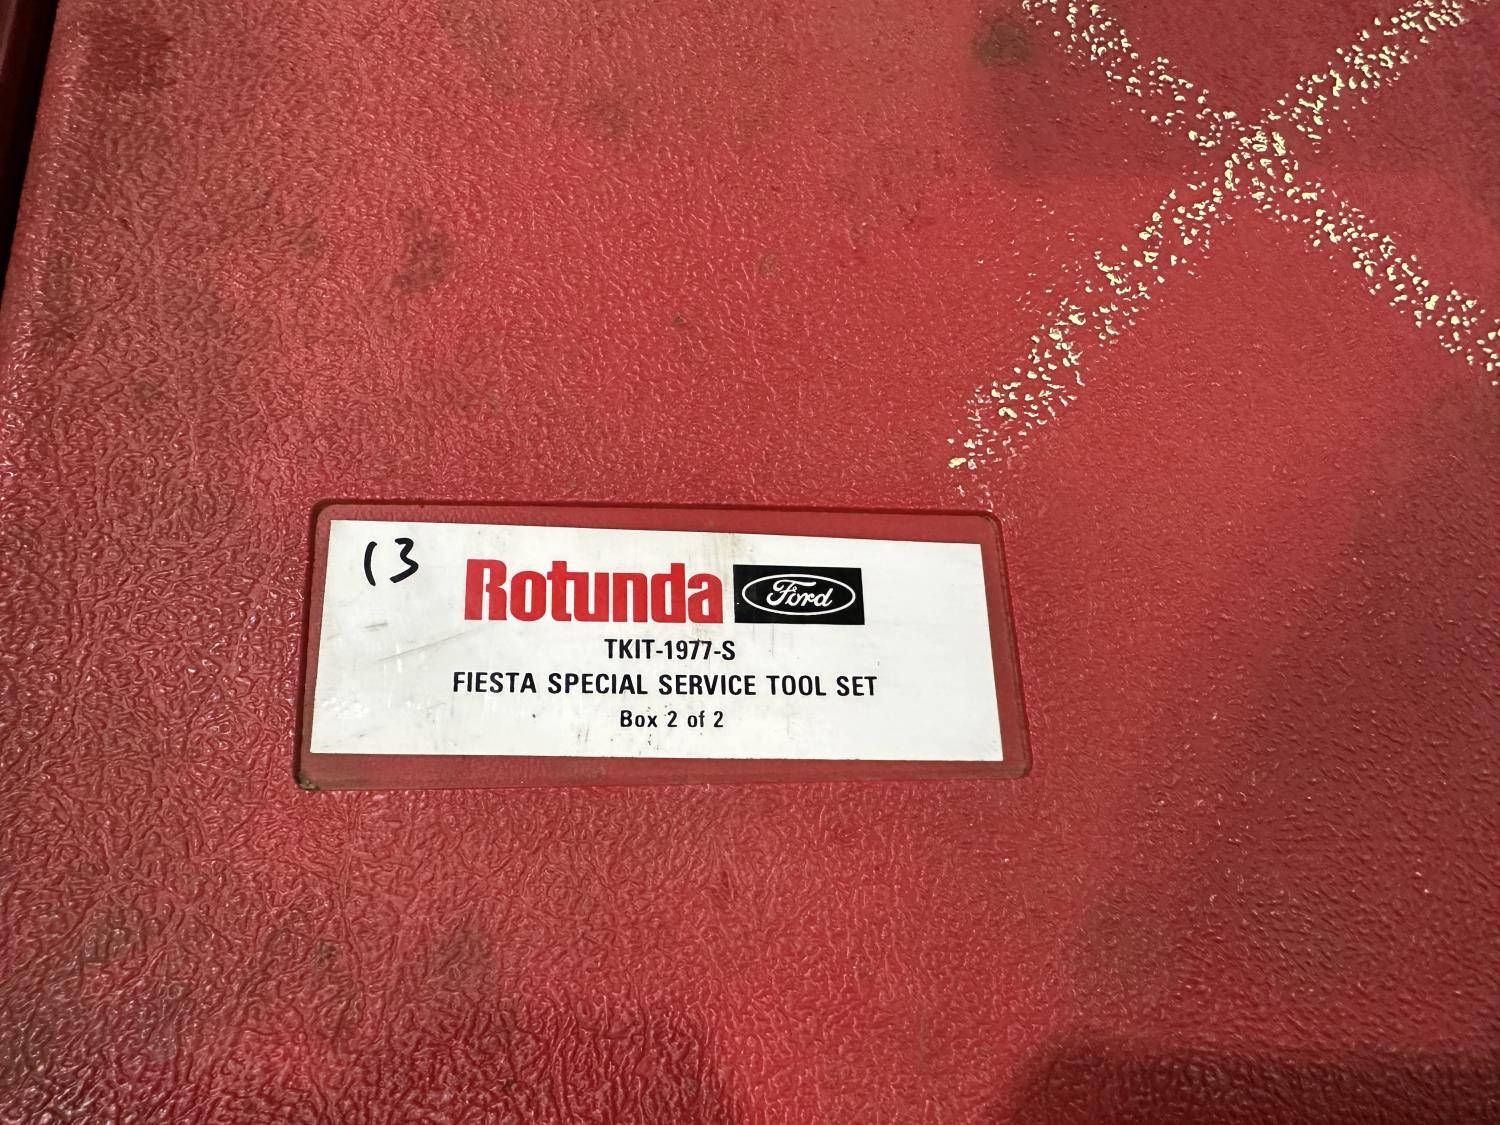 13
Rotunda Ford
TKIT-1977-S
FIESTA SPECIAL SERVICE TOOL SET
Box 2 of 2